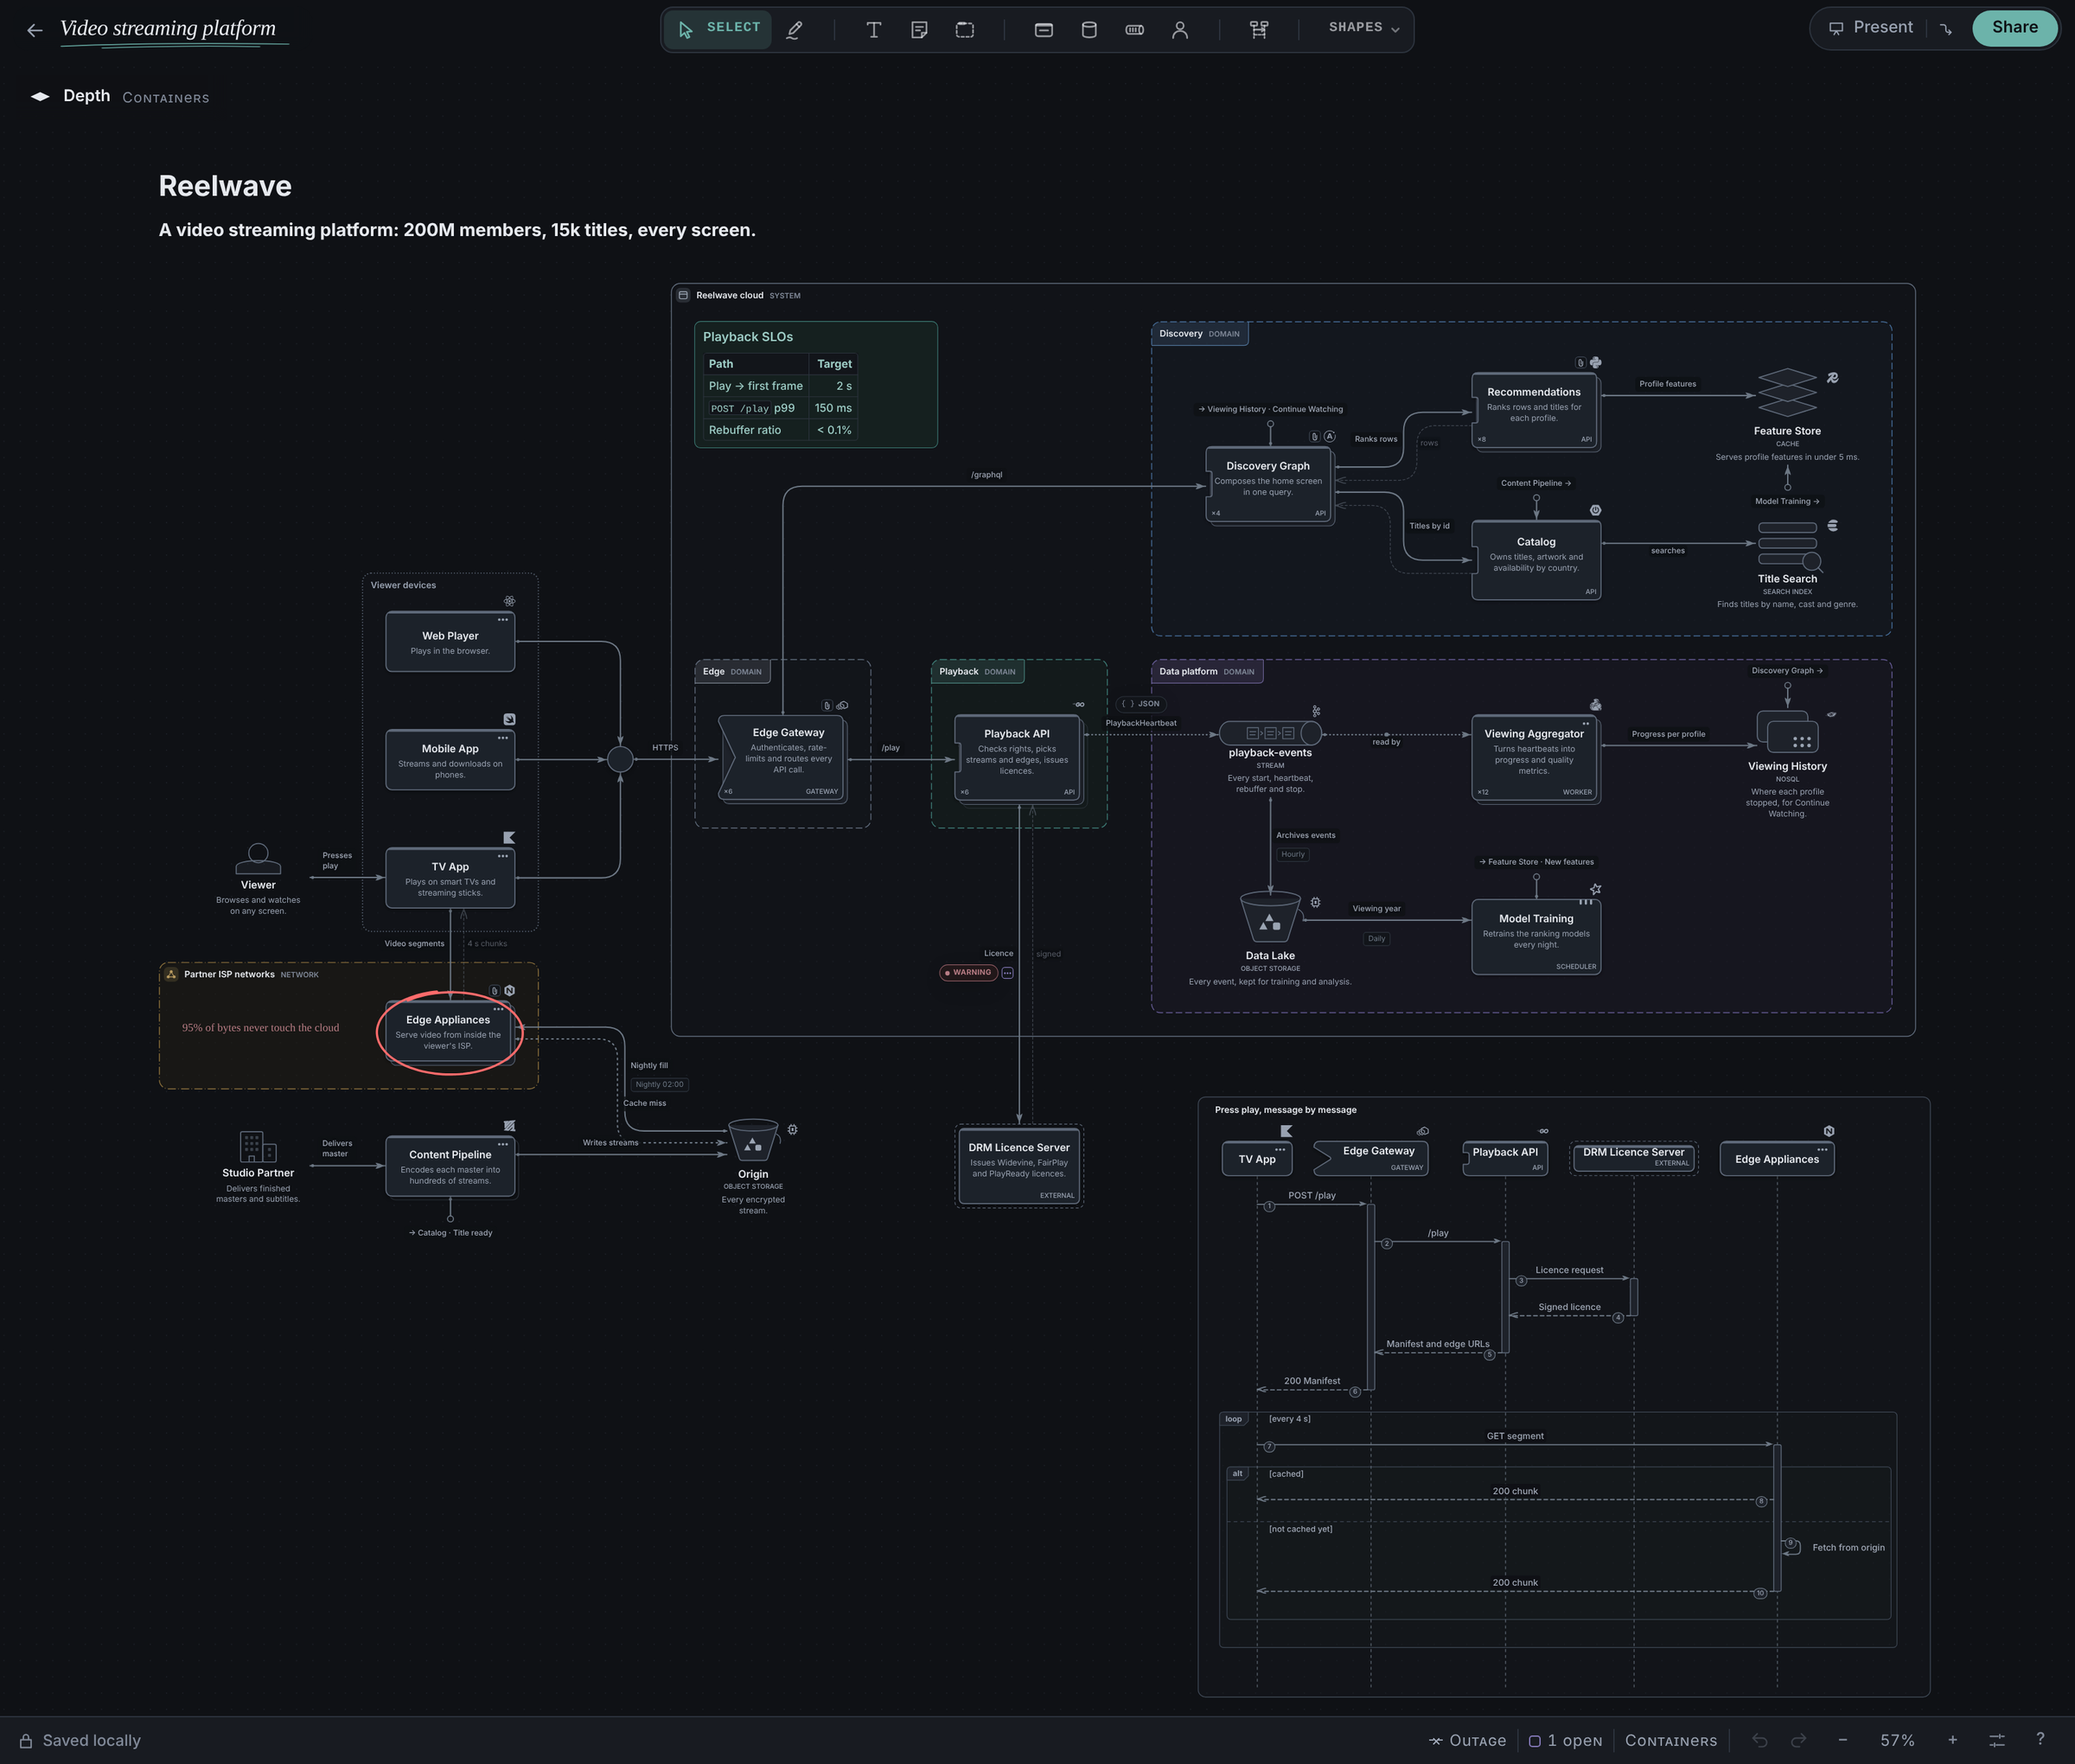 Video streaming platform
SELECT
SHAPES
Present
Share
Depth Containers
Reelwave
A video streaming platform: 200M members, 15k titles, every screen.
Reelwave cloud SYSTEM
Playback SLOs
Path Target
Play → first frame 2 s
POST /play p99 150 ms
Rebuffer ratio < 0.1%
Discovery DOMAIN
→ Viewing History · Continue Watching
Discovery Graph
Composes the home screen
in one query.
×4 API
/graphql
Ranks rows
rows
Titles by id
Recommendations
Ranks rows and titles for
each profile.
×8 API
Profile features
Feature Store
CACHE
Serves profile features in under 5 ms.
Model Training →
Content Pipeline →
Catalog
Owns titles, artwork and
availability by country.
API
searches
Title Search
SEARCH INDEX
Finds titles by name, cast and genre.
Viewer devices
Web Player
Plays in the browser.
Mobile App
Streams and downloads on
phones.
TV App
Plays on smart TVs and
streaming sticks.
Viewer
Browses and watches
on any screen.
Presses
play
HTTPS
Edge DOMAIN
Edge Gateway
Authenticates, rate-
limits and routes every
API call.
×6 GATEWAY
/play
Playback DOMAIN
Playback API
Checks rights, picks
streams and edges, issues
licences.
×6 API
{ } JSON
PlaybackHeartbeat
Data platform DOMAIN
playback-events
STREAM
Every start, heartbeat,
rebuffer and stop.
read by
Viewing Aggregator
Turns heartbeats into
progress and quality
metrics.
×12 WORKER
Progress per profile
Discovery Graph →
Viewing History
NOSQL
Where each profile
stopped, for Continue
Watching.
Archives events
Hourly
Data Lake
OBJECT STORAGE
Every event, kept for training and analysis.
Viewing year
Daily
→ Feature Store · New features
Model Training
Retrains the ranking models
every night.
SCHEDULER
Video segments
4 s chunks
Partner ISP networks NETWORK
95% of bytes never touch the cloud
Edge Appliances
Serve video from inside the
viewer's ISP.
Nightly fill
Nightly 02:00
Cache miss
Writes streams
Licence
signed
WARNING
Studio Partner
Delivers finished
masters and subtitles.
Delivers
master
Content Pipeline
Encodes each master into
hundreds of streams.
→ Catalog · Title ready
Origin
OBJECT STORAGE
Every encrypted
stream.
DRM Licence Server
Issues Widevine, FairPlay
and PlayReady licences.
EXTERNAL
Press play, message by message
TV App
Edge Gateway
GATEWAY
Playback API
API
DRM Licence Server
EXTERNAL
Edge Appliances
1 POST /play
2 /play
3 Licence request
Signed licence 4
Manifest and edge URLs 5
200 Manifest 6
loop [every 4 s]
7 GET segment
alt [cached]
200 chunk 8
[not cached yet]
9 Fetch from origin
200 chunk 10
Saved locally
Outage
1 open
Containers
− 57% + ?